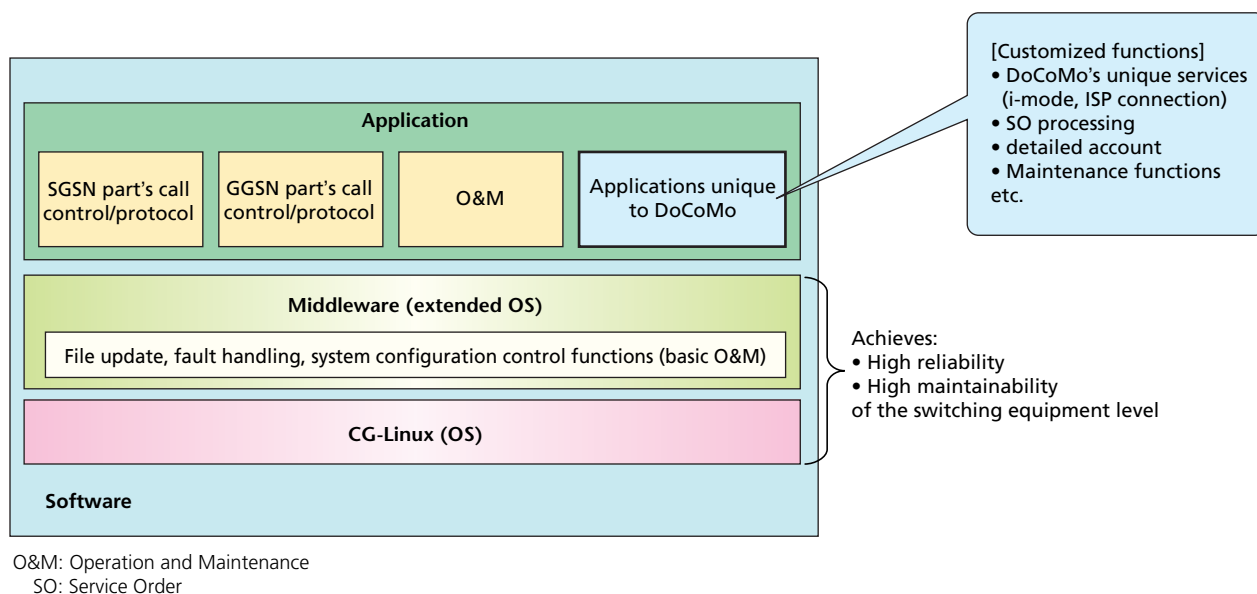 [Customized functions]
• DoCoMo's unique services
(i-mode, ISP connection)
• SO processing
• detailed account
• Maintenance functions
etc.
Application
SGSN part's call
control/protocol
GGSN part's call
control/protocol
O&M
Applications unique
to DoCoMo
Middleware (extended OS)
File update, fault handling, system configuration control functions (basic O&M)
Achieves:
• High reliability
• High maintainability
of the switching equipment level
CG-Linux (OS)
Software
O&M: Operation and Maintenance
SO: Service Order